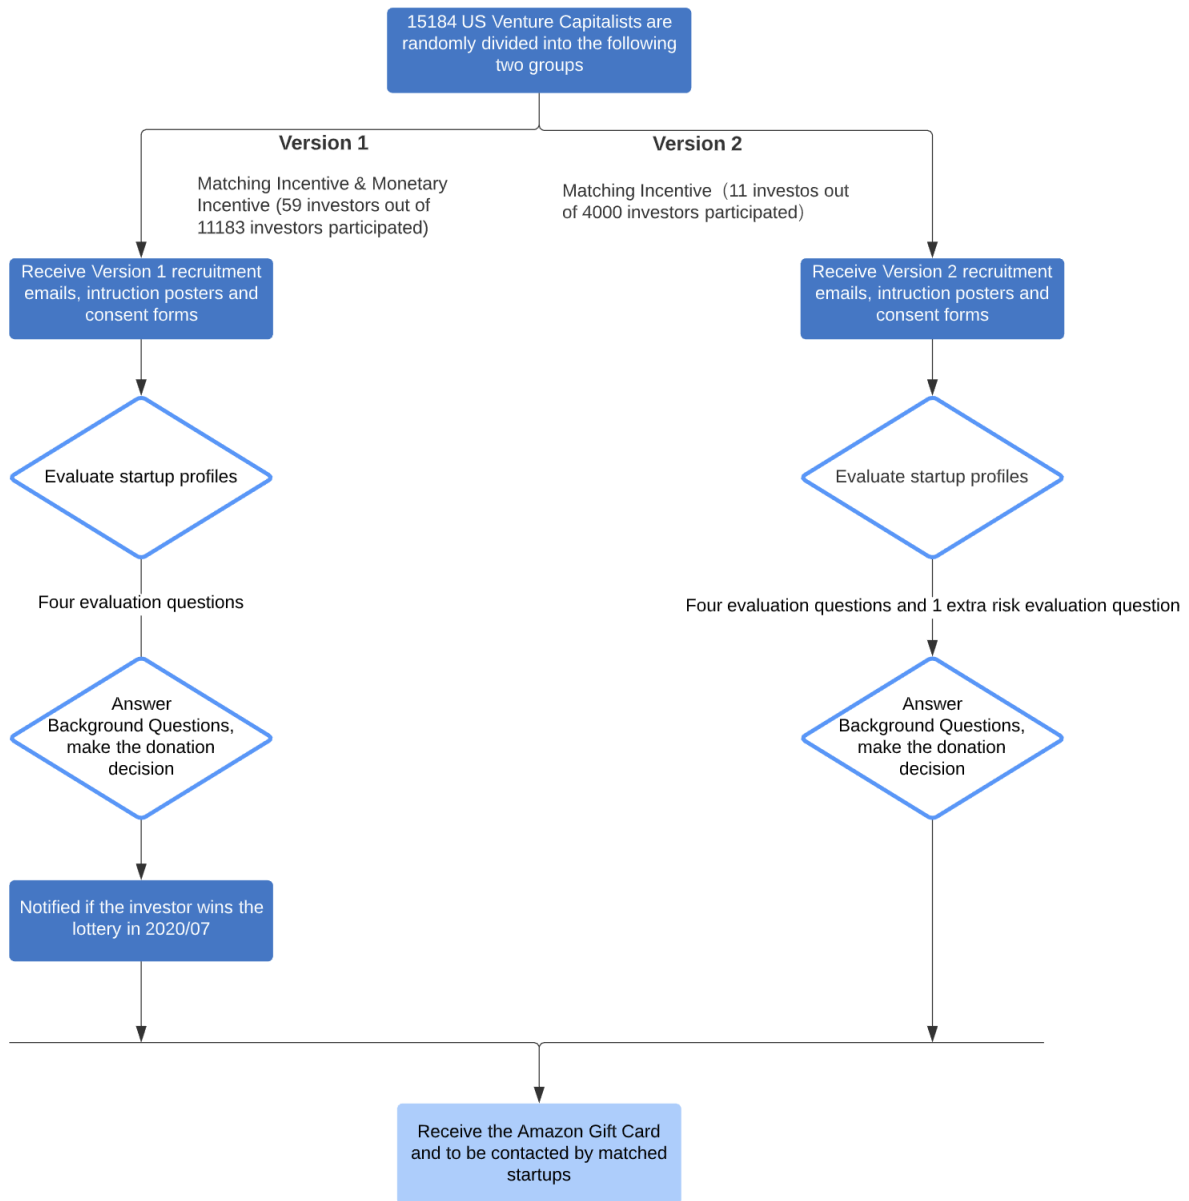 15184 US Venture Capitalists are
randomly divided into the following
two groups
Version 1
Matching Incentive & Monetary
Incentive (59 investors out of
11183 investors participated)
Version 2
Matching Incentive（11 investos out
of 4000 investors participated）
Receive Version 1 recruitment
emails, intruction posters and
consent forms
Receive Version 2 recruitment
emails, intruction posters and
consent forms
Evaluate startup profiles
Evaluate startup profiles
Four evaluation questions
Four evaluation questions and 1 extra risk evaluation question
Answer
Background Questions,
make the donation
decision
Answer
Background Questions,
make the donation
decision
Notified if the investor wins the
lottery in 2020/07
Receive the Amazon Gift Card
and to be contacted by matched
startups